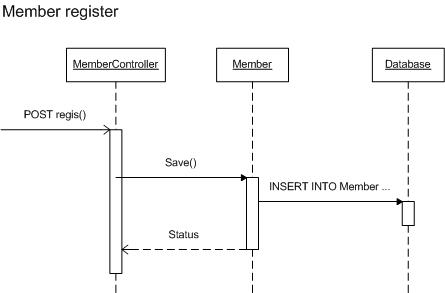 Member register
MemberController
Member
Database
POST regis()
Save()
INSERT INTO Member ...
Status